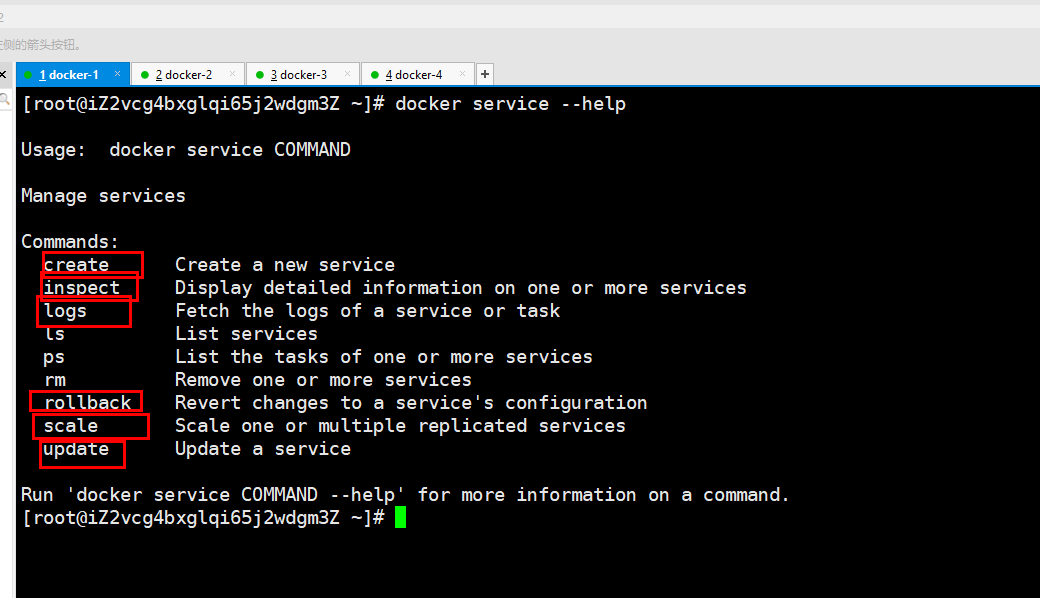 2
左侧的箭头按钮。
1 docker-1 2 docker-2 3 docker-3 4 docker-4 +
[root@iZ2vcg4bxglqi65j2wdgm3Z ~]# docker service --help
Usage:  docker service COMMAND
Manage services
Commands:
  create      Create a new service
  inspect     Display detailed information on one or more services
  logs        Fetch the logs of a service or task
  ls          List services
  ps          List the tasks of one or more services
  rm          Remove one or more services
  rollback    Revert changes to a service's configuration
  scale       Scale one or multiple replicated services
  update      Update a service
Run 'docker service COMMAND --help' for more information on a command.
[root@iZ2vcg4bxglqi65j2wdgm3Z ~]#